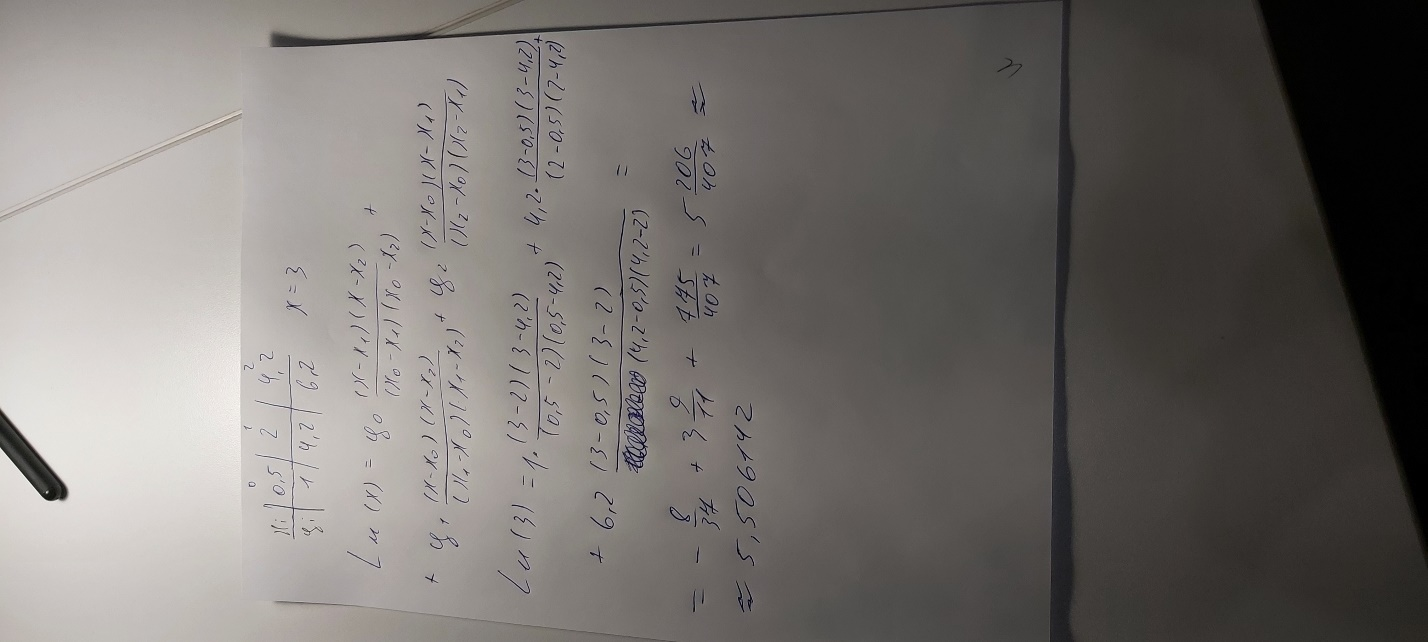 0 1 2
xi | 0,5 | 2 | 4,2
yi | 1 | 4,2 | 6,2 x = 3
Ln(x) = y0 (x-x1)(x-x2) / (x0-x1)(x0-x2) +
+ y1 (x-x0)(x-x2) / (x1-x0)(x1-x2) + y2 (x-x0)(x-x1) / (x2-x0)(x2-x1)
Ln(3) = 1· (3-2)(3-4,2) / (0,5-2)(0,5-4,2) + 4,2· (3-0,5)(3-4,2) / (2-0,5)(2-4,2) +
+ 6,2 (3-0,5)(3-2) / (4,2-0,5)(4,2-2) =
= - 8/37 + 3 9/11 + 775/407 = 5 206/407 ≈
≈ 5,506142